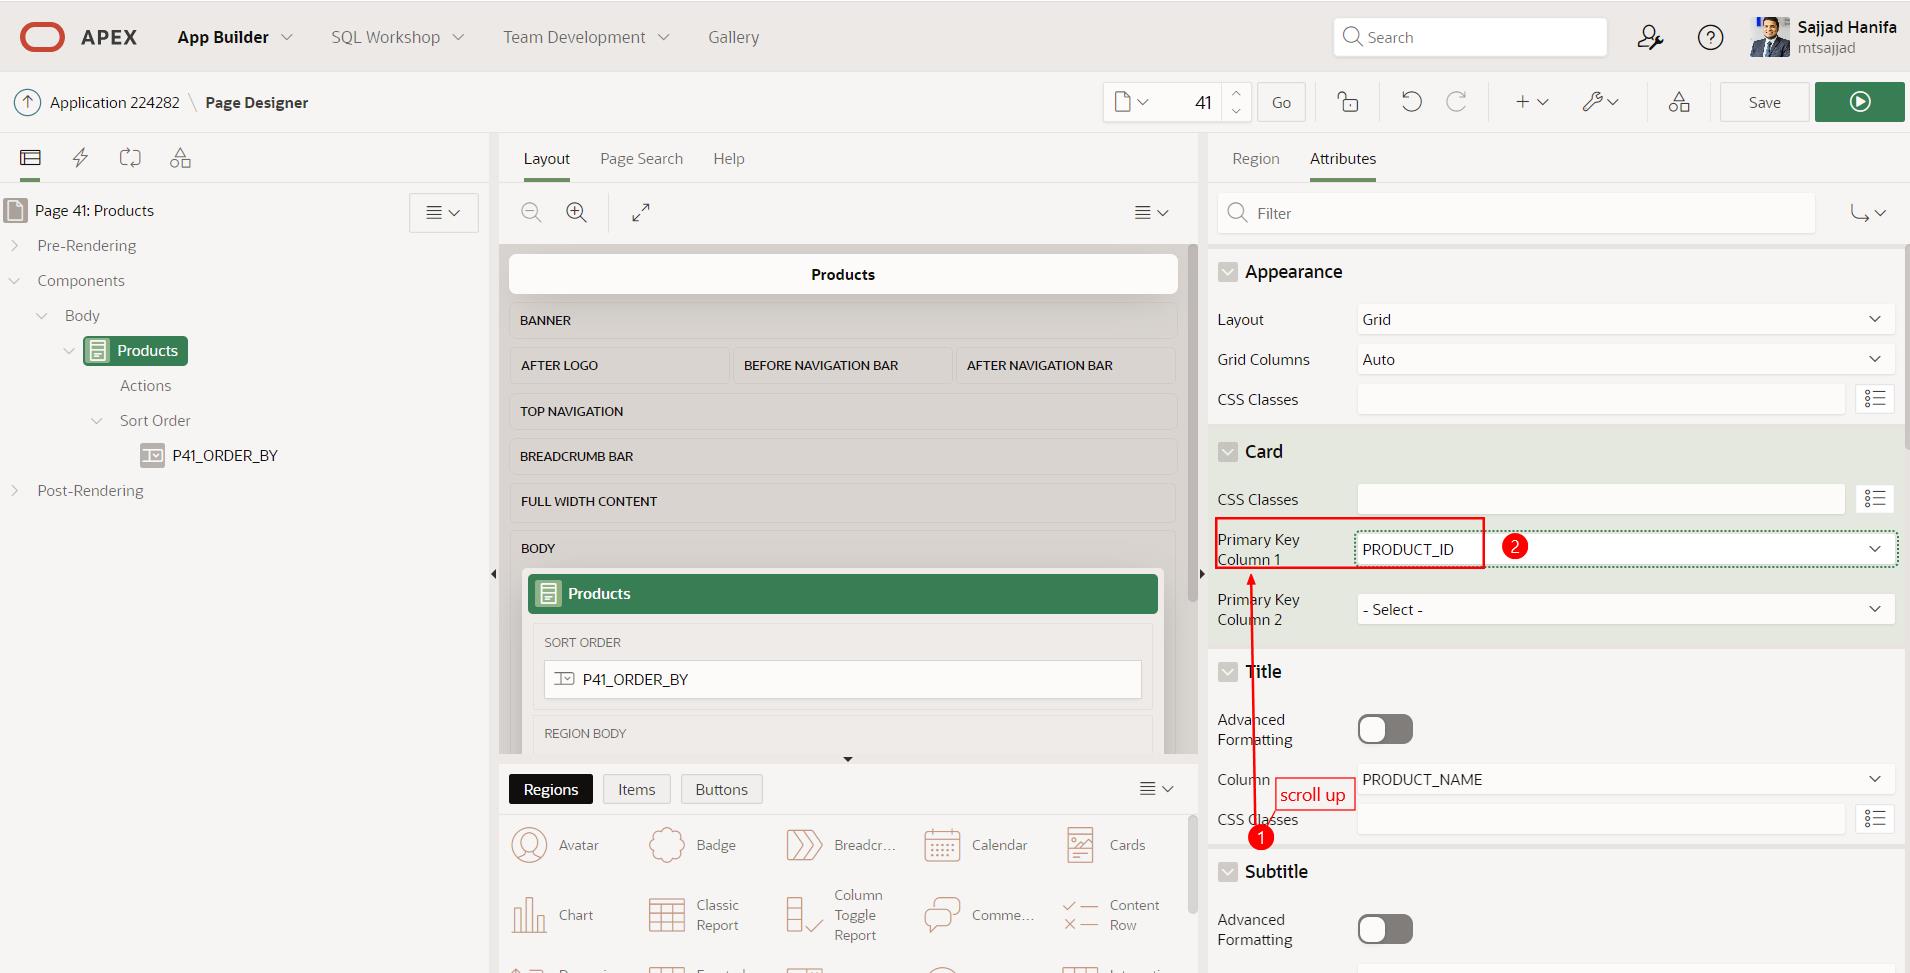 APEX
App Builder
SQL Workshop
Team Development
Gallery
Search
Sajjad Hanifa
mtsajjad
Application 224282 \ Page Designer
41
Go
Save
Page 41: Products
Pre-Rendering
Components
Body
Products
Actions
Sort Order
P41_ORDER_BY
Post-Rendering
Layout
Page Search
Help
Products
BANNER
AFTER LOGO
BEFORE NAVIGATION BAR
AFTER NAVIGATION BAR
TOP NAVIGATION
BREADCRUMB BAR
FULL WIDTH CONTENT
BODY
Products
SORT ORDER
P41_ORDER_BY
REGION BODY
Regions
Items
Buttons
Avatar
Badge
Breadcr...
Calendar
Cards
Chart
Classic
Report
Column
Toggle
Report
Comme...
Content
Row
Region
Attributes
Filter
Appearance
Layout
Grid
Grid Columns
Auto
CSS Classes
Card
CSS Classes
Primary Key
Column 1
PRODUCT_ID
2
Primary Key
Column 2
- Select -
Title
Advanced
Formatting
Column
PRODUCT_NAME
scroll up
CSS Classes
1
Subtitle
Advanced
Formatting